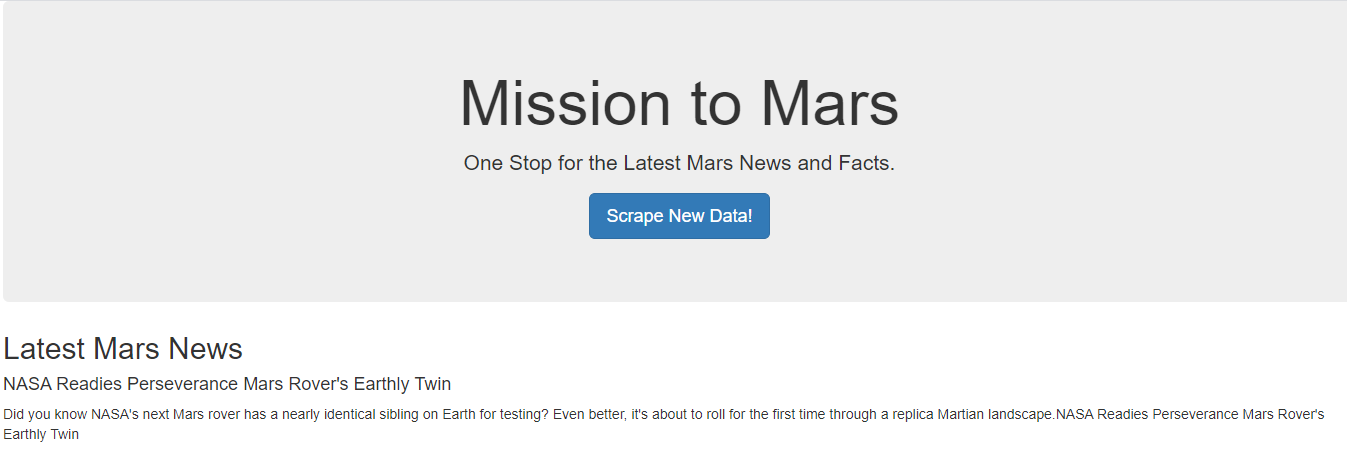 Mission to Mars
One Stop for the Latest Mars News and Facts.
Scrape New Data!
Latest Mars News
NASA Readies Perseverance Mars Rover's Earthly Twin
Did you know NASA's next Mars rover has a nearly identical sibling on Earth for testing? Even better, it's about to roll for the first time through a replica Martian landscape.NASA Readies Perseverance Mars Rover's
Earthly Twin